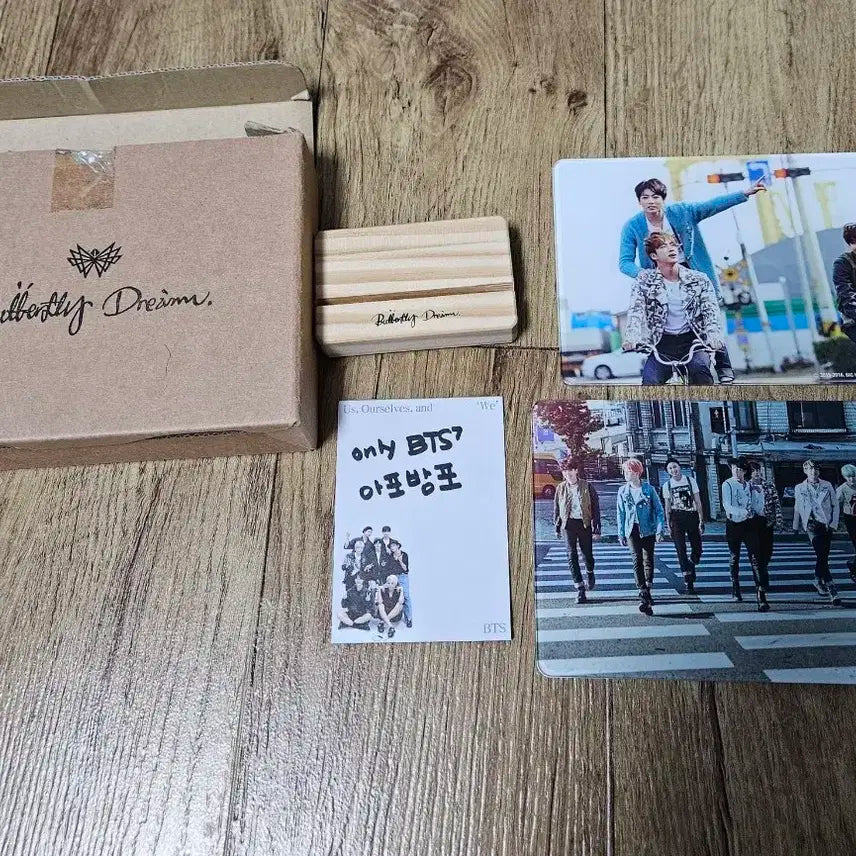 Butterfly Dream.
Butterfly Dream.
Us, Ourselves, and 'We'
only BTS7
아포방포
BTS